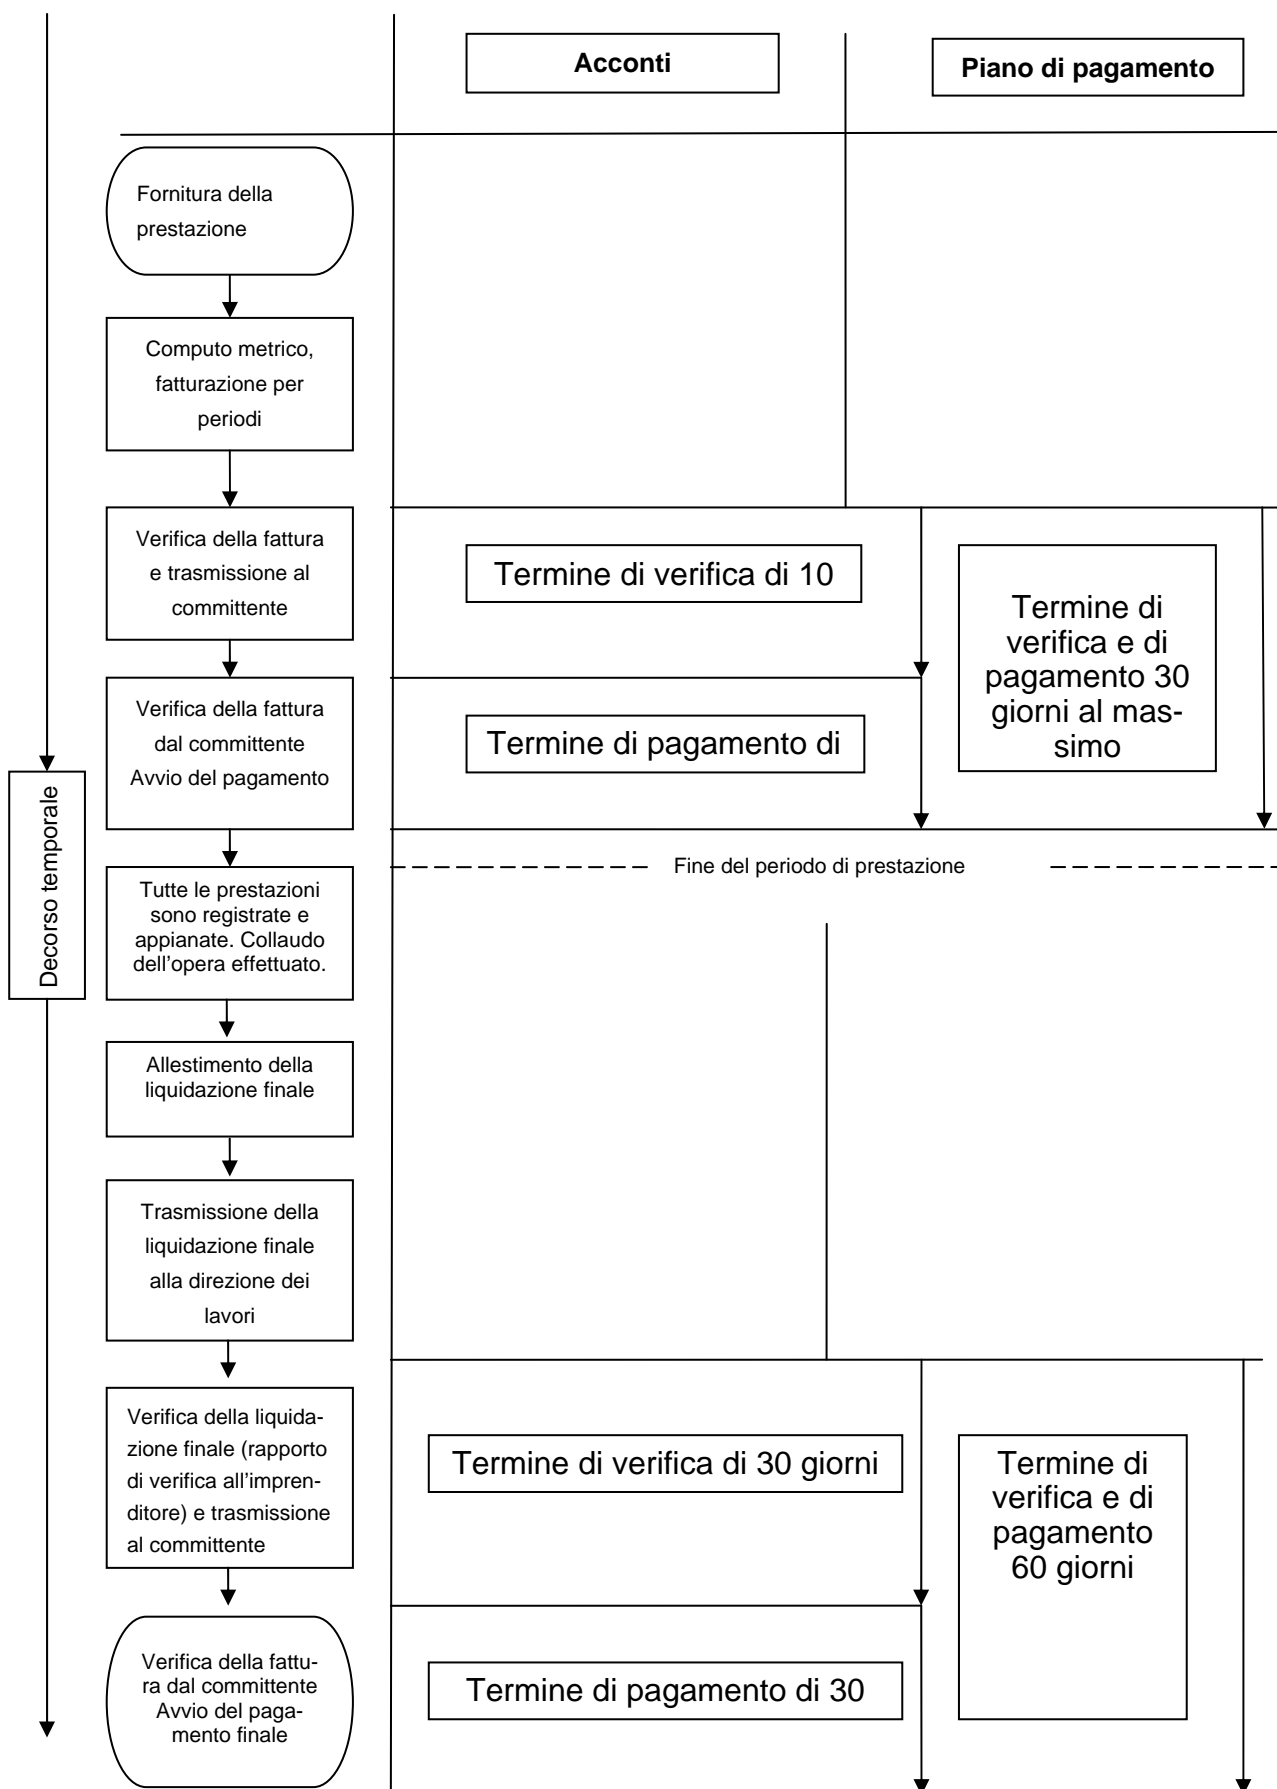 Acconti
Piano di pagamento
Fornitura della
prestazione
Computo metrico,
fatturazione per
periodi
Verifica della fattura
e trasmissione al
committente
Termine di verifica di 10
Termine di
verifica e di
pagamento 30
giorni al mas-
simo
Verifica della fattura
dal committente
Avvio del pagamento
Termine di pagamento di
Decorso temporale
Fine del periodo di prestazione
Tutte le prestazioni
sono registrate e
appianate. Collaudo
dell'opera effettuato.
Allestimento della
liquidazione finale
Trasmissione della
liquidazione finale
alla direzione dei
lavori
Verifica della liquida-
zione finale (rapporto
di verifica all'impren-
ditore) e trasmissione
al committente
Termine di verifica di 30 giorni
Termine di
verifica e di
pagamento
60 giorni
Verifica della fattu-
ra dal committente
Avvio del paga-
mento finale
Termine di pagamento di 30